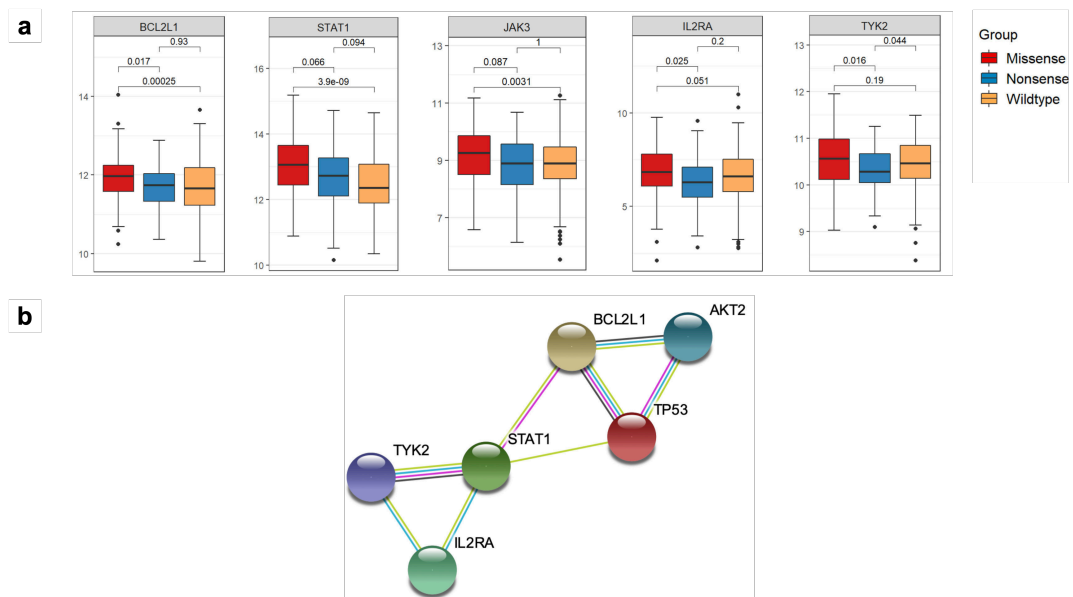 a
BCL2L1
STAT1
JAK3
IL2RA
TYK2
Group
Missense
Nonsense
Wildtype
0.93
0.017
0.00025
14
12
10
0.094
0.066
3.9e-09
16
14
12
10
1
0.087
0.0031
13
11
9
7
0.2
0.025
0.051
10
5
0.044
0.016
0.19
13
12
11
10
9
b
BCL2L1
AKT2
TP53
STAT1
TYK2
IL2RA